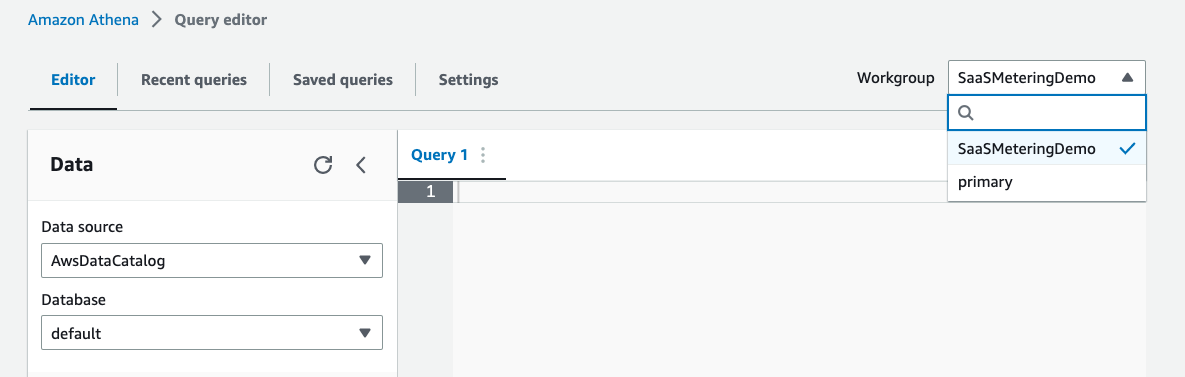 Amazon Athena > Query editor
Editor Recent queries Saved queries Settings Workgroup SaaSMeteringDemo
SaaSMeteringDemo
primary
Data
Query 1
1
Data source
AwsDataCatalog
Database
default